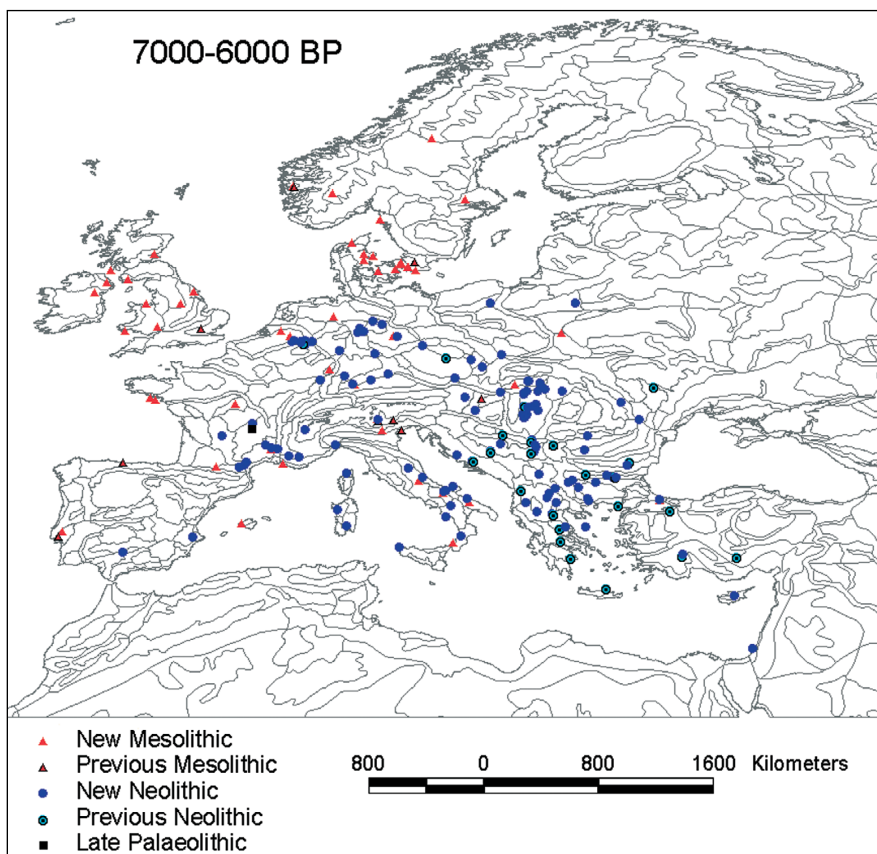 7000-6000 BP
New Mesolithic
Previous Mesolithic
New Neolithic
Previous Neolithic
Late Palaeolithic
800 0 800 1600 Kilometers